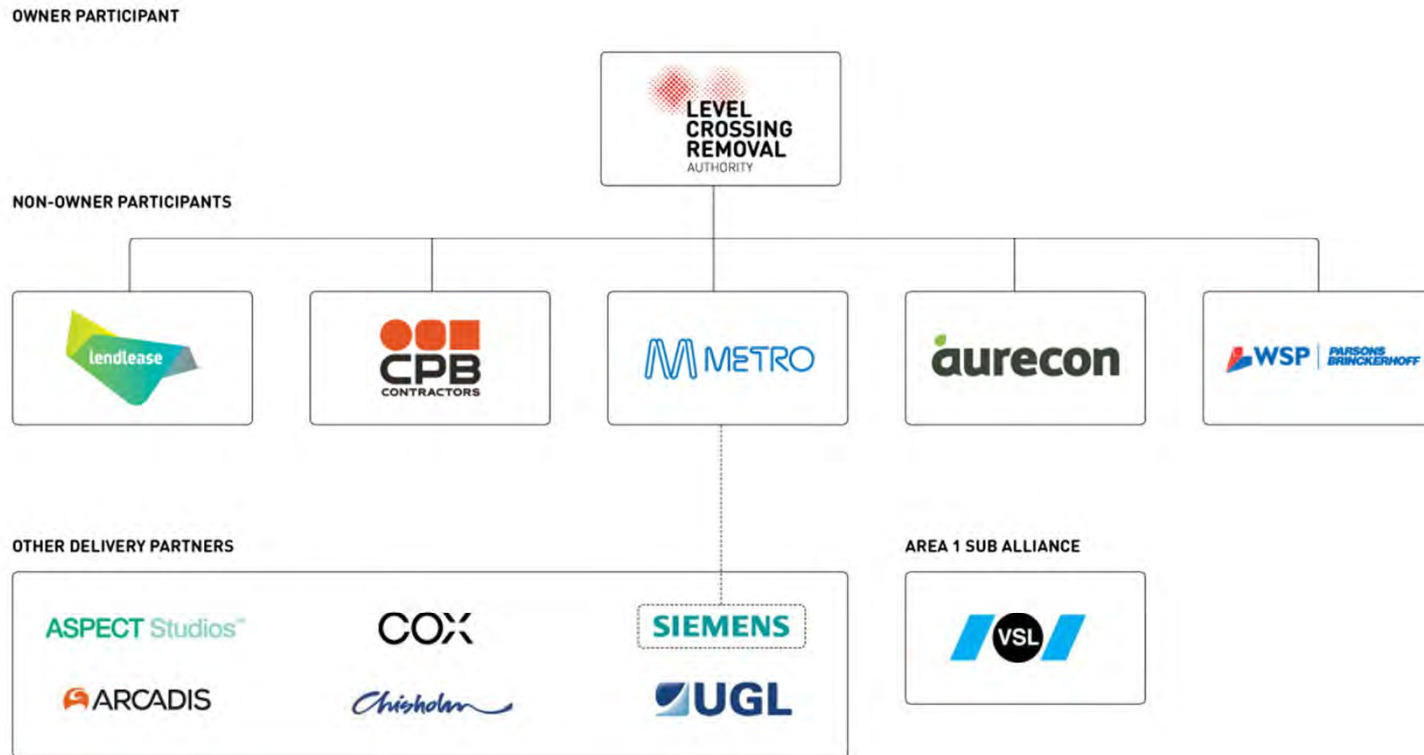 OWNER PARTICIPANT
LEVEL
CROSSING
REMOVAL
AUTHORITY
NON-OWNER PARTICIPANTS
lendlease
CPB
CONTRACTORS
METRO
aurecon
WSP
PARSONS
BRINCKERHOFF
OTHER DELIVERY PARTNERS
AREA 1 SUB ALLIANCE
ASPECT Studios™
COX
SIEMENS
VSL
ARCADIS
Chisholm
UGL